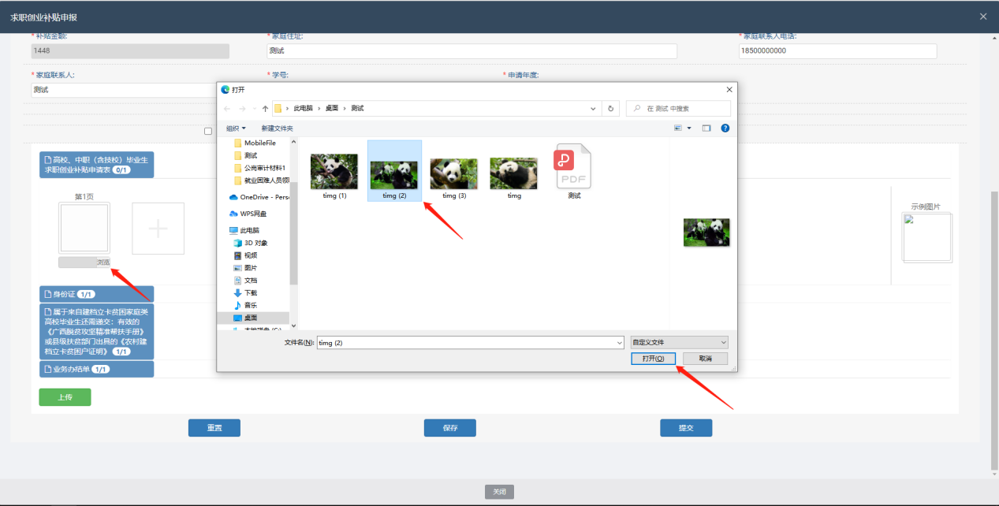 求职创业补贴申报
* 补贴金额:
* 家庭住址:
* 家庭联系人电话:
1448
测试
18500000000
* 家庭联系人:
* 学号:
* 申请年度:
测试
打开
此电脑 › 桌面 › 测试
在 测试 中搜索
组织
新建文件夹
MobileFile
测试
公岗审计材料1
就业困难人员领
OneDrive - Pers
WPS网盘
此电脑
3D 对象
视频
图片
文档
下载
音乐
桌面
本地磁盘 (C:)
timg (1)
timg (2)
timg (3)
timg
PDF
测试
文件名(N):
timg (2)
自定义文件
打开(O)
取消
高校、中职（含技校）毕业生
求职创业补贴申请表 0/1
第1页
浏览
示例图片
身份证 1/1
属于来自建档立卡贫困家庭类
高校毕业生还需递交：有效的
《广西脱贫攻坚精准帮扶手册》
或县级扶贫部门出具的《农村建
档立卡贫困户证明》 1/1
业务办结单 1/1
上传
重置
保存
提交
关闭